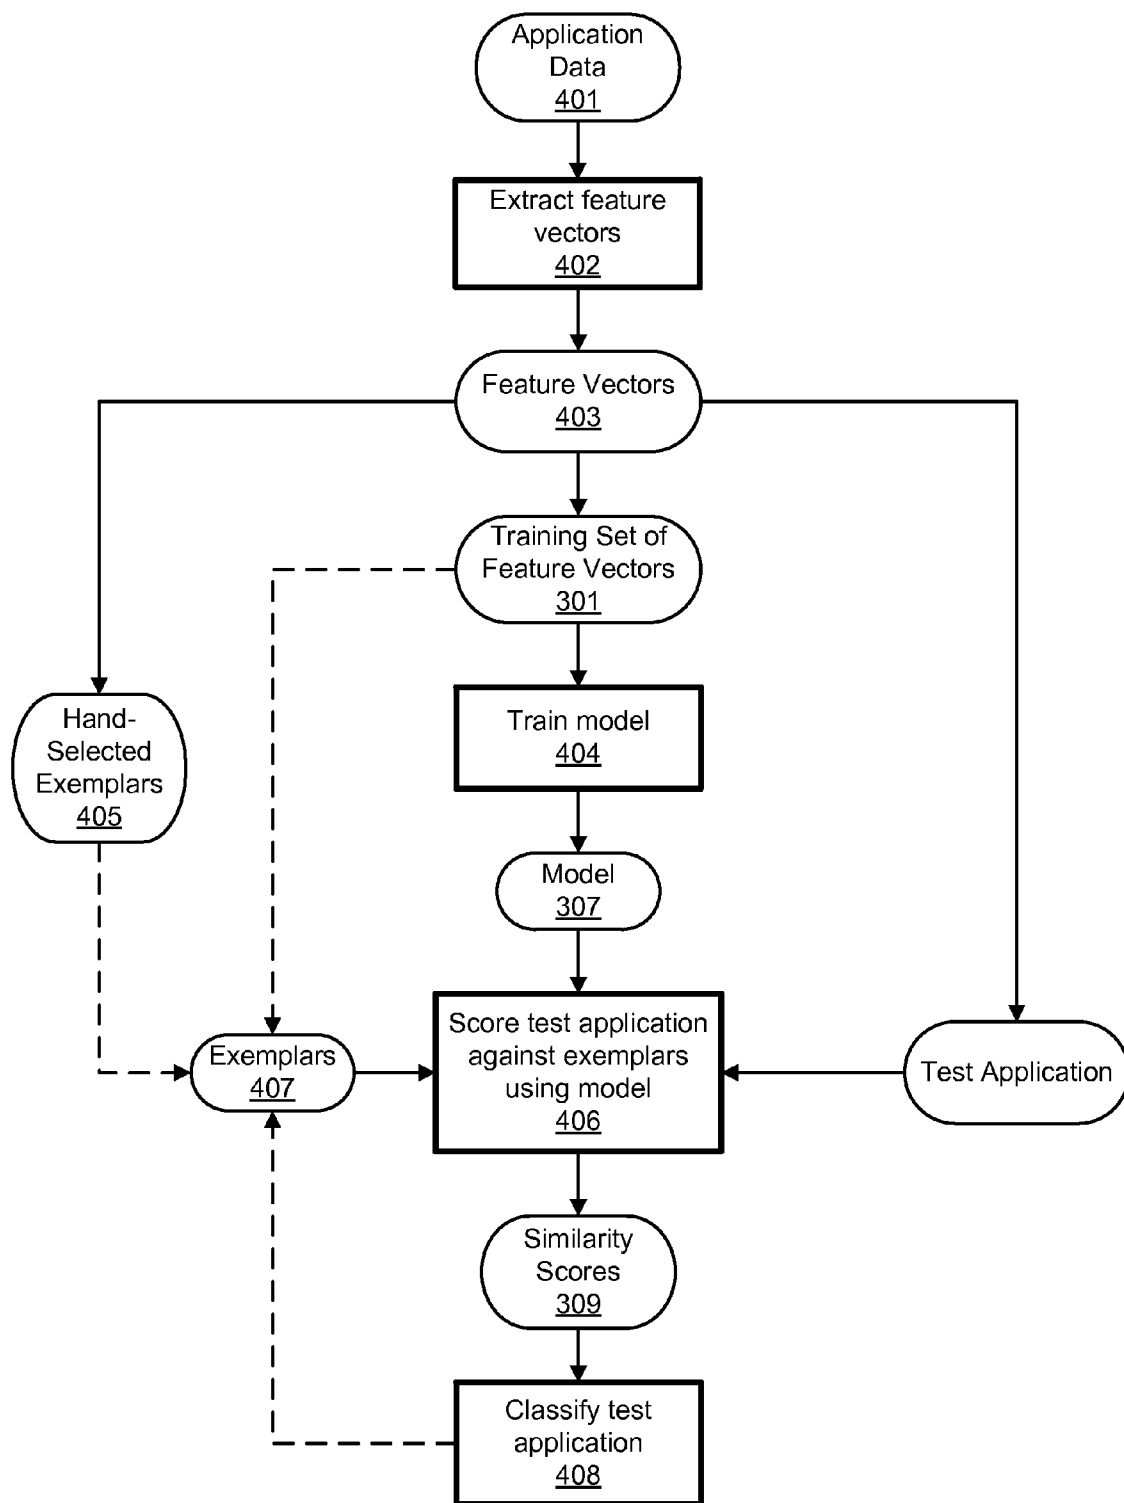 Application
Data
401
Extract feature
vectors
402
Feature Vectors
403
Training Set of
Feature Vectors
301
Hand-
Selected
Exemplars
405
Train model
404
Model
307
Exemplars
407
Score test application
against exemplars
using model
406
Test Application
Similarity
Scores
309
Classify test
application
408